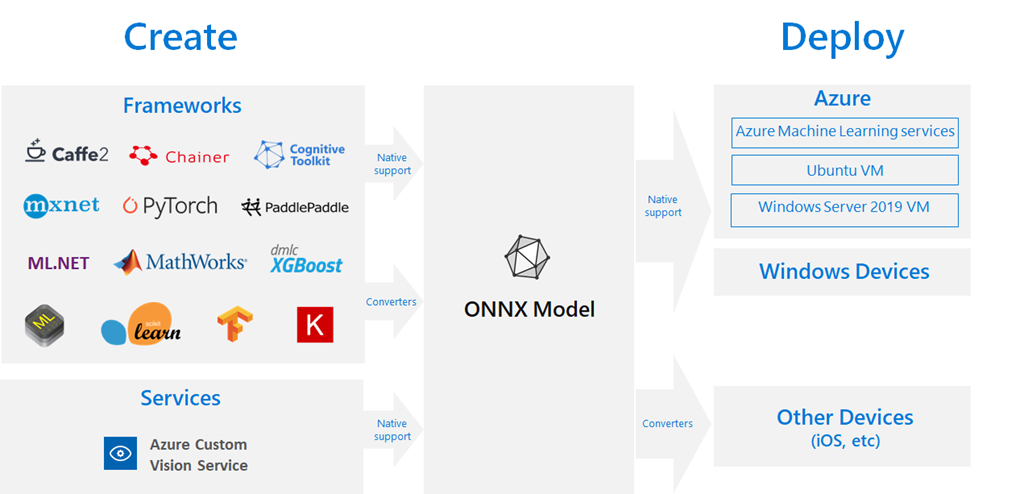 Create
Deploy
Frameworks
Caffe2
Chainer
Cognitive
Toolkit
mxnet
PyTorch
PaddlePaddle
ML.NET
MathWorks®
dmlc
XGBoost
ML
scikit
learn
K
Native
support
Converters
Services
Azure Custom
Vision Service
Native
support
ONNX Model
Native
support
Converters
Azure
Azure Machine Learning services
Ubuntu VM
Windows Server 2019 VM
Windows Devices
Other Devices
(iOS, etc)